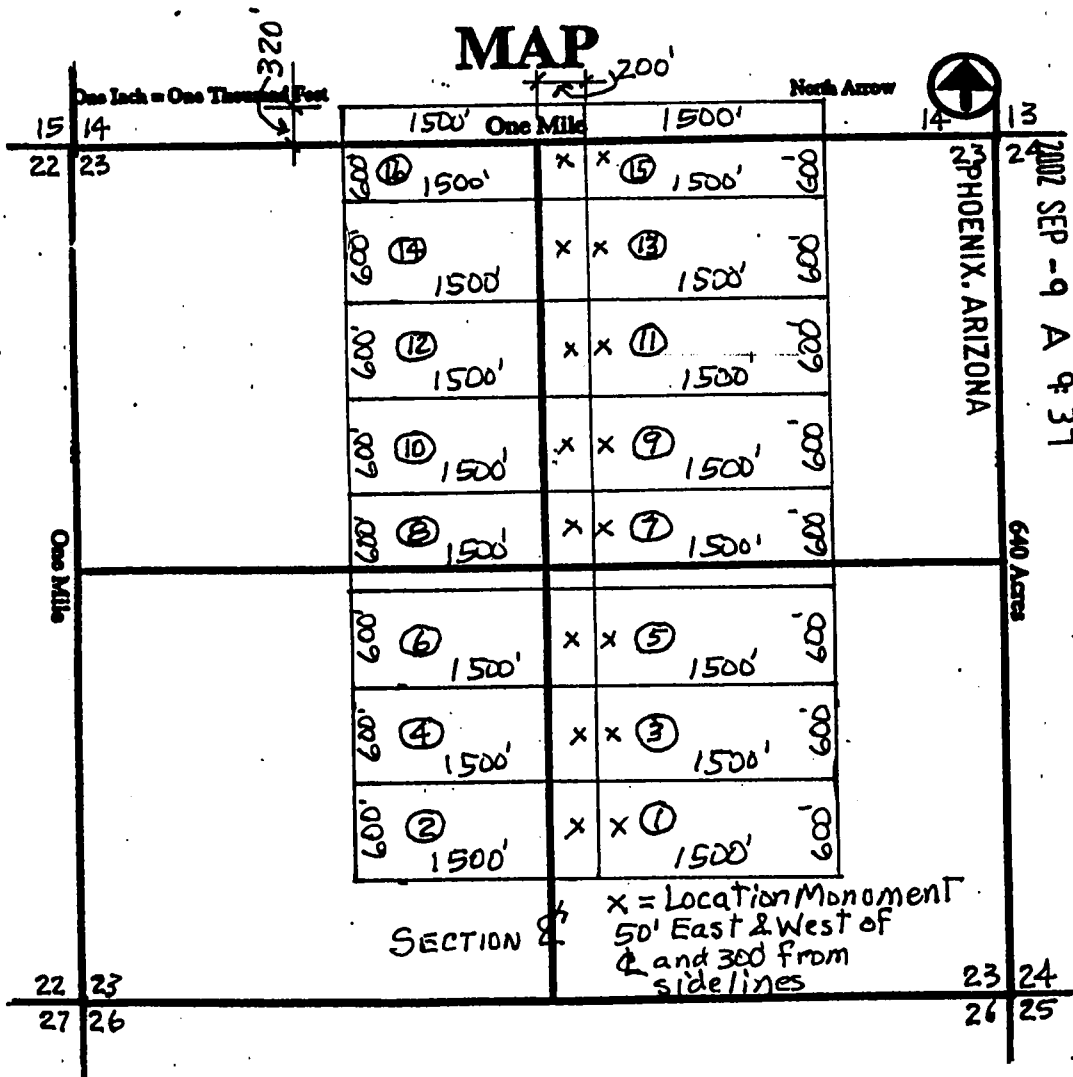 MAP
320'
200'
One Inch = One Thousand Feet
North Arrow
1500' One Mile 1500'
15 14
14 13
22 23
23 24
2002 SEP -9 A 9:37
PHOENIX, ARIZONA
600' 16 1500' x x 15 1500' 600'
600' 14 1500' x x 13 1500' 600'
600' 12 1500' x x 11 1500' 600'
600' 10 1500' x x 9 1500' 600'
600' 8 1500' x x 7 1500' 600'
One Mile
640 Acres
600' 6 1500' x x 5 1500' 600'
600' 4 1500' x x 3 1500' 600'
600' 2 1500' x x 1 1500' 600'
SECTION ℄
x = Location Monument
50' East & West of
℄ and 300 from
sidelines
22 23
23 24
27 26
26 25